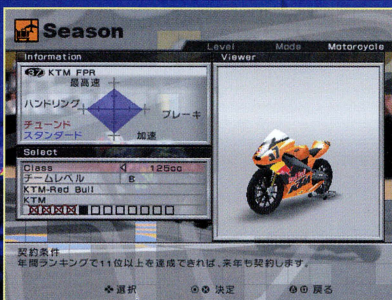 Season
Level Mode Motorcycle
Information
Viewer
37 KTM FPR
最高速
ハンドリング
ブレーキ
チューンド
スタンダード
加速
Select
Class 125cc
チームレベル B
KTM-Red Bull
KTM
契約条件
年間ランキングで11位以上を達成できれば、来年も契約します。
選択 決定 戻る